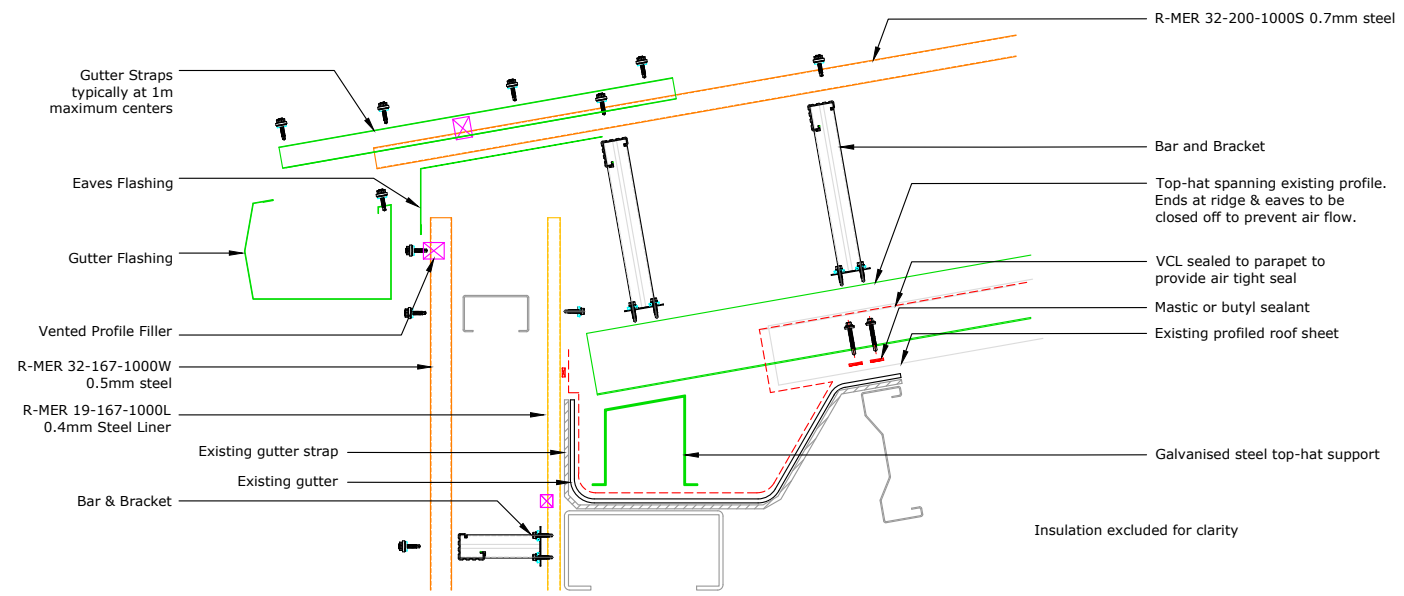 R-MER 32-200-1000S 0.7mm steel
Gutter Straps
typically at 1m
maximum centers
Bar and Bracket
Eaves Flashing
Top-hat spanning existing profile.
Ends at ridge & eaves to be
closed off to prevent air flow.
Gutter Flashing
VCL sealed to parapet to
provide air tight seal
Mastic or butyl sealant
Vented Profile Filler
Existing profiled roof sheet
R-MER 32-167-1000W
0.5mm steel
R-MER 19-167-1000L
0.4mm Steel Liner
Existing gutter strap
Galvanised steel top-hat support
Existing gutter
Bar & Bracket
Insulation excluded for clarity